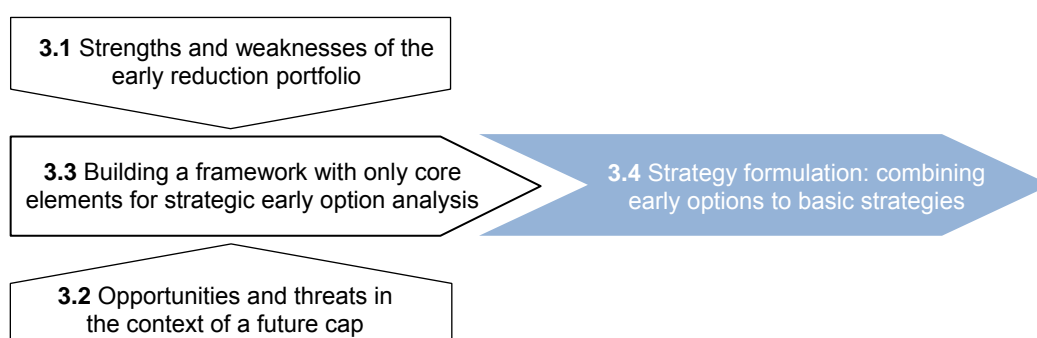 3.1 Strengths and weaknesses of the
early reduction portfolio
3.3 Building a framework with only core
elements for strategic early option analysis
3.4 Strategy formulation: combining
early options to basic strategies
3.2 Opportunities and threats in
the context of a future cap